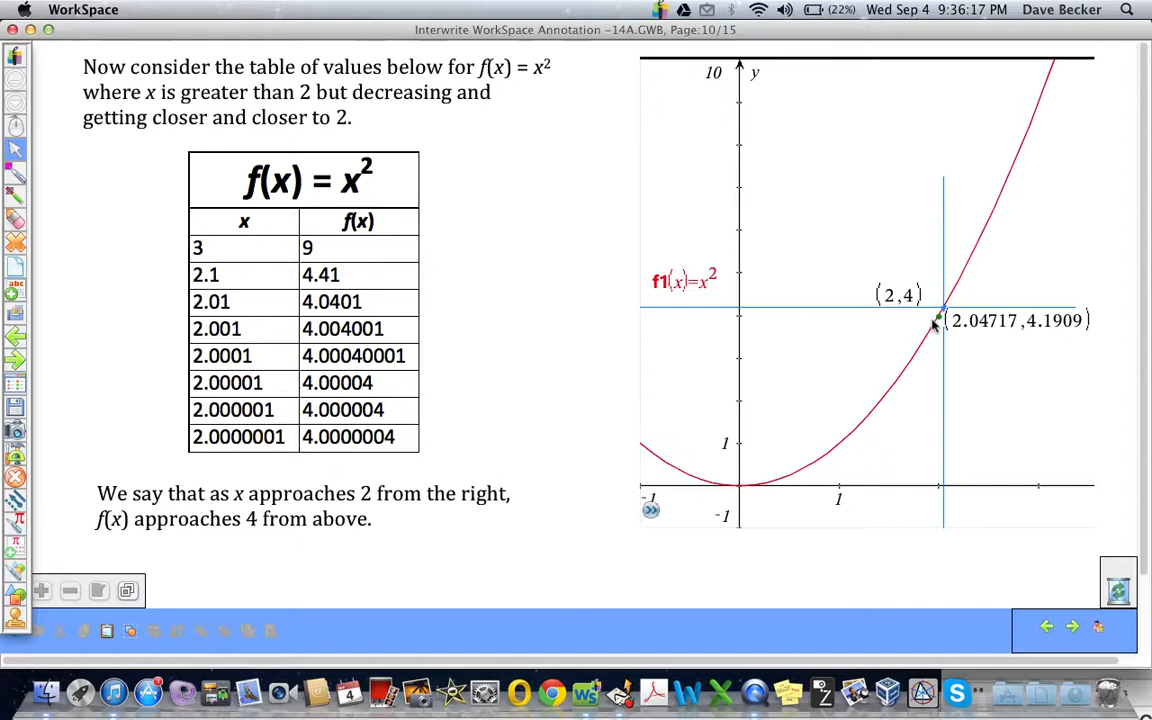 WorkSpace
(22%) Wed Sep 4 9:36:17 PM Dave Becker
Interwrite WorkSpace Annotation -14A.GWB, Page:10/15
Now consider the table of values below for f(x) = x²
where x is greater than 2 but decreasing and
getting closer and closer to 2.
f(x) = x²
x f(x)
3 9
2.1 4.41
2.01 4.0401
2.001 4.004001
2.0001 4.00040001
2.00001 4.00004
2.000001 4.000004
2.0000001 4.0000004
We say that as x approaches 2 from the right,
f(x) approaches 4 from above.
10 y
f1(x)=x²
(2,4)
(2.04717,4.1909)
1
-1 1
-1
abc